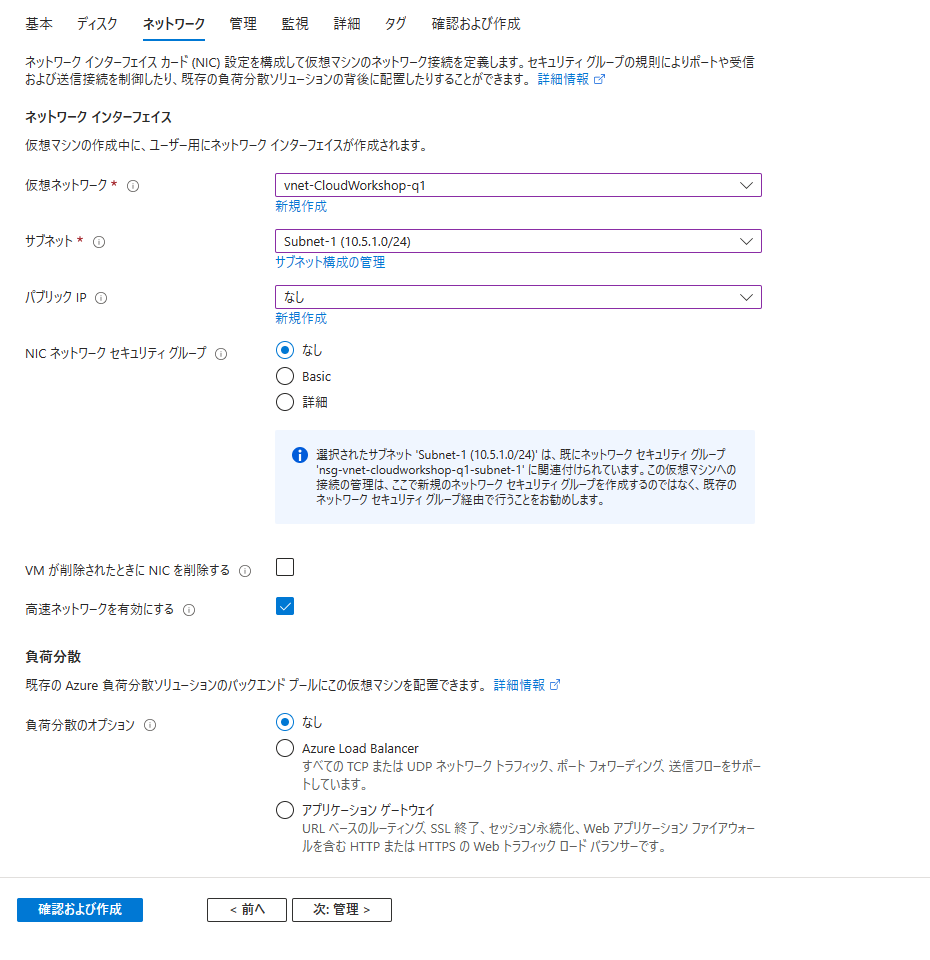 基本 ディスク ネットワーク 管理 監視 詳細 タグ 確認および作成
ネットワーク インターフェイス カード (NIC) 設定を構成して仮想マシンのネットワーク接続を定義します。セキュリティ グループの規則によりポートや受信
および送信接続を制御したり、既存の負荷分散ソリューションの背後に配置したりすることができます。 詳細情報
ネットワーク インターフェイス
仮想マシンの作成中に、ユーザー用にネットワーク インターフェイスが作成されます。
仮想ネットワーク *
vnet-CloudWorkshop-q1
新規作成
サブネット *
Subnet-1 (10.5.1.0/24)
サブネット構成の管理
パブリック IP
なし
新規作成
NIC ネットワーク セキュリティ グループ
なし
Basic
詳細
選択されたサブネット 'Subnet-1 (10.5.1.0/24)' は、既にネットワーク セキュリティ グループ
'nsg-vnet-cloudworkshop-q1-subnet-1' に関連付けられています。この仮想マシンへの
接続の管理は、ここで新規のネットワーク セキュリティ グループを作成するのではなく、既存の
ネットワーク セキュリティ グループ経由で行うことをお勧めします。
VM が削除されたときに NIC を削除する
高速ネットワークを有効にする
負荷分散
既存の Azure 負荷分散ソリューションのバックエンド プールにこの仮想マシンを配置できます。 詳細情報
負荷分散のオプション
なし
Azure Load Balancer
すべての TCP または UDP ネットワーク トラフィック、ポート フォワーディング、送信フローをサポー
トしています。
アプリケーション ゲートウェイ
URL ベースのルーティング、SSL 終了、セッション永続化、Web アプリケーション ファイアウォー
ルを含む HTTP または HTTPS の Web トラフィック ロード バランサーです。
確認および作成
< 前へ
次: 管理 >